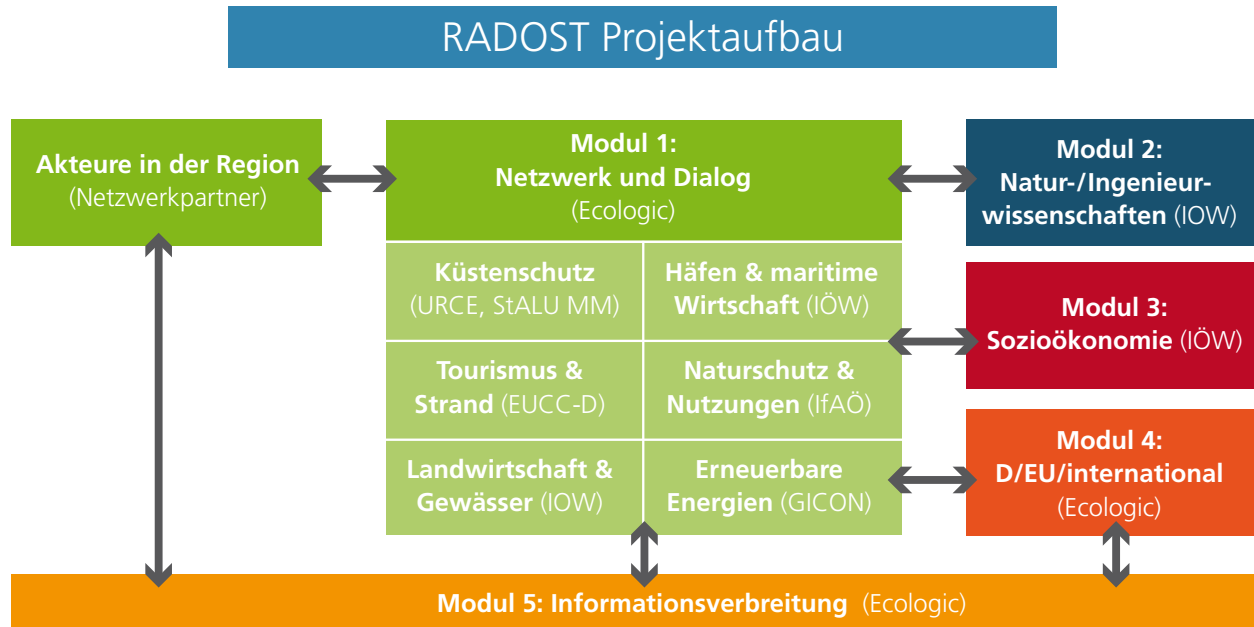 RADOST Projektaufbau
Akteure in der Region
(Netzwerkpartner)
Modul 1:
Netzwerk und Dialog
(Ecologic)
Modul 2:
Natur-/Ingenieur-
wissenschaften (IOW)
Küstenschutz
(URCE, StALU MM)
Häfen & maritime
Wirtschaft (IÖW)
Modul 3:
Sozioökonomie (IÖW)
Tourismus &
Strand (EUCC-D)
Naturschutz &
Nutzungen (IfAÖ)
Modul 4:
D/EU/international
(Ecologic)
Landwirtschaft &
Gewässer (IOW)
Erneuerbare
Energien (GICON)
Modul 5: Informationsverbreitung (Ecologic)